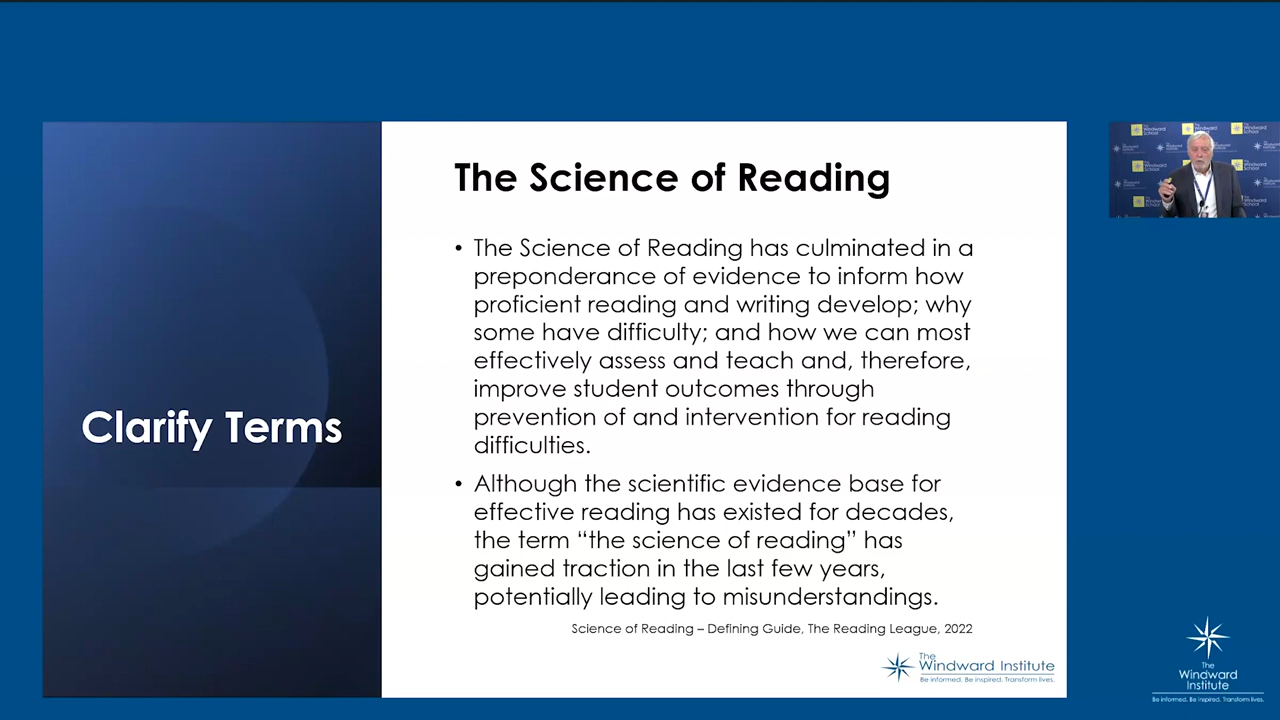 Clarify Terms
The Science of Reading
• The Science of Reading has culminated in a
preponderance of evidence to inform how
proficient reading and writing develop; why
some have difficulty; and how we can most
effectively assess and teach and, therefore,
improve student outcomes through
prevention of and intervention for reading
difficulties.
• Although the scientific evidence base for
effective reading has existed for decades,
the term “the science of reading” has
gained traction in the last few years,
potentially leading to misunderstandings.
Science of Reading – Defining Guide, The Reading League, 2022
The
Windward Institute
Be informed. Be inspired. Transform lives.
The
Windward
Institute
Be informed. Be inspired. Transform lives.